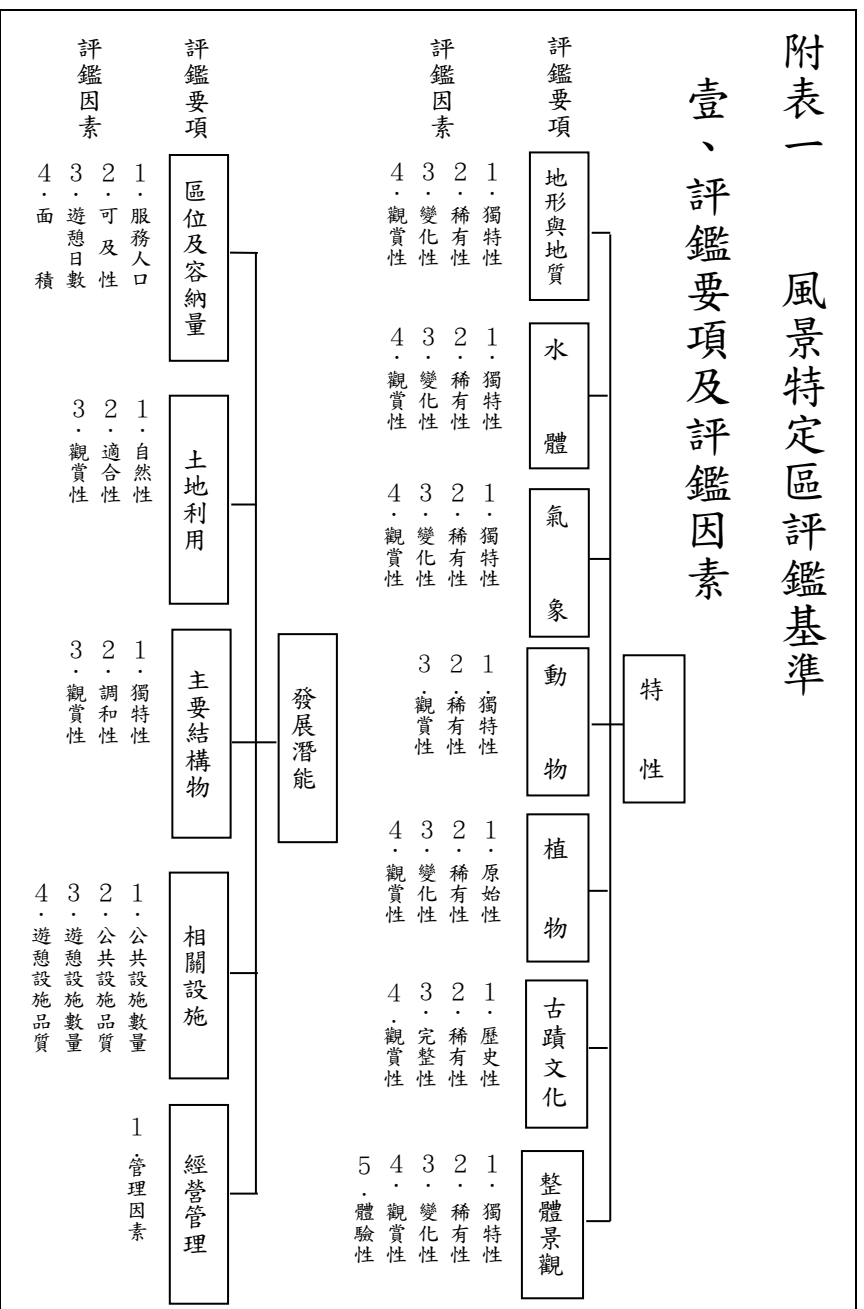 附表一　風景特定區評鑑基準
壹、評鑑要項及評鑑因素
特性
評鑑要項
地形與地質
水體
氣象
動物
植物
古蹟文化
整體景觀
評鑑因素
1．獨特性
2．稀有性
3．變化性
4．觀賞性
1．獨特性
2．稀有性
3．變化性
4．觀賞性
1．獨特性
2．稀有性
3．變化性
4．觀賞性
1．獨特性
2．稀有性
3．觀賞性
1．原始性
2．稀有性
3．變化性
4．觀賞性
1．歷史性
2．稀有性
3．完整性
4．觀賞性
1．獨特性
2．稀有性
3．變化性
4．觀賞性
5．體驗性
發展潛能
評鑑要項
區位及容納量
土地利用
主要結構物
相關設施
經營管理
評鑑因素
1．服務人口
2．可及性
3．遊憩日數
4．面積
1．自然性
2．適合性
3．觀賞性
1．獨特性
2．調和性
3．觀賞性
1．公共設施數量
2．公共設施品質
3．遊憩設施數量
4．遊憩設施品質
1．管理因素